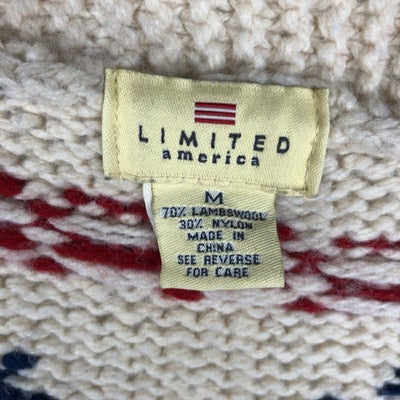 LIMITED
america
M
70% LAMBSWOOL
30% NYLON
MADE IN
CHINA
SEE REVERSE
FOR CARE